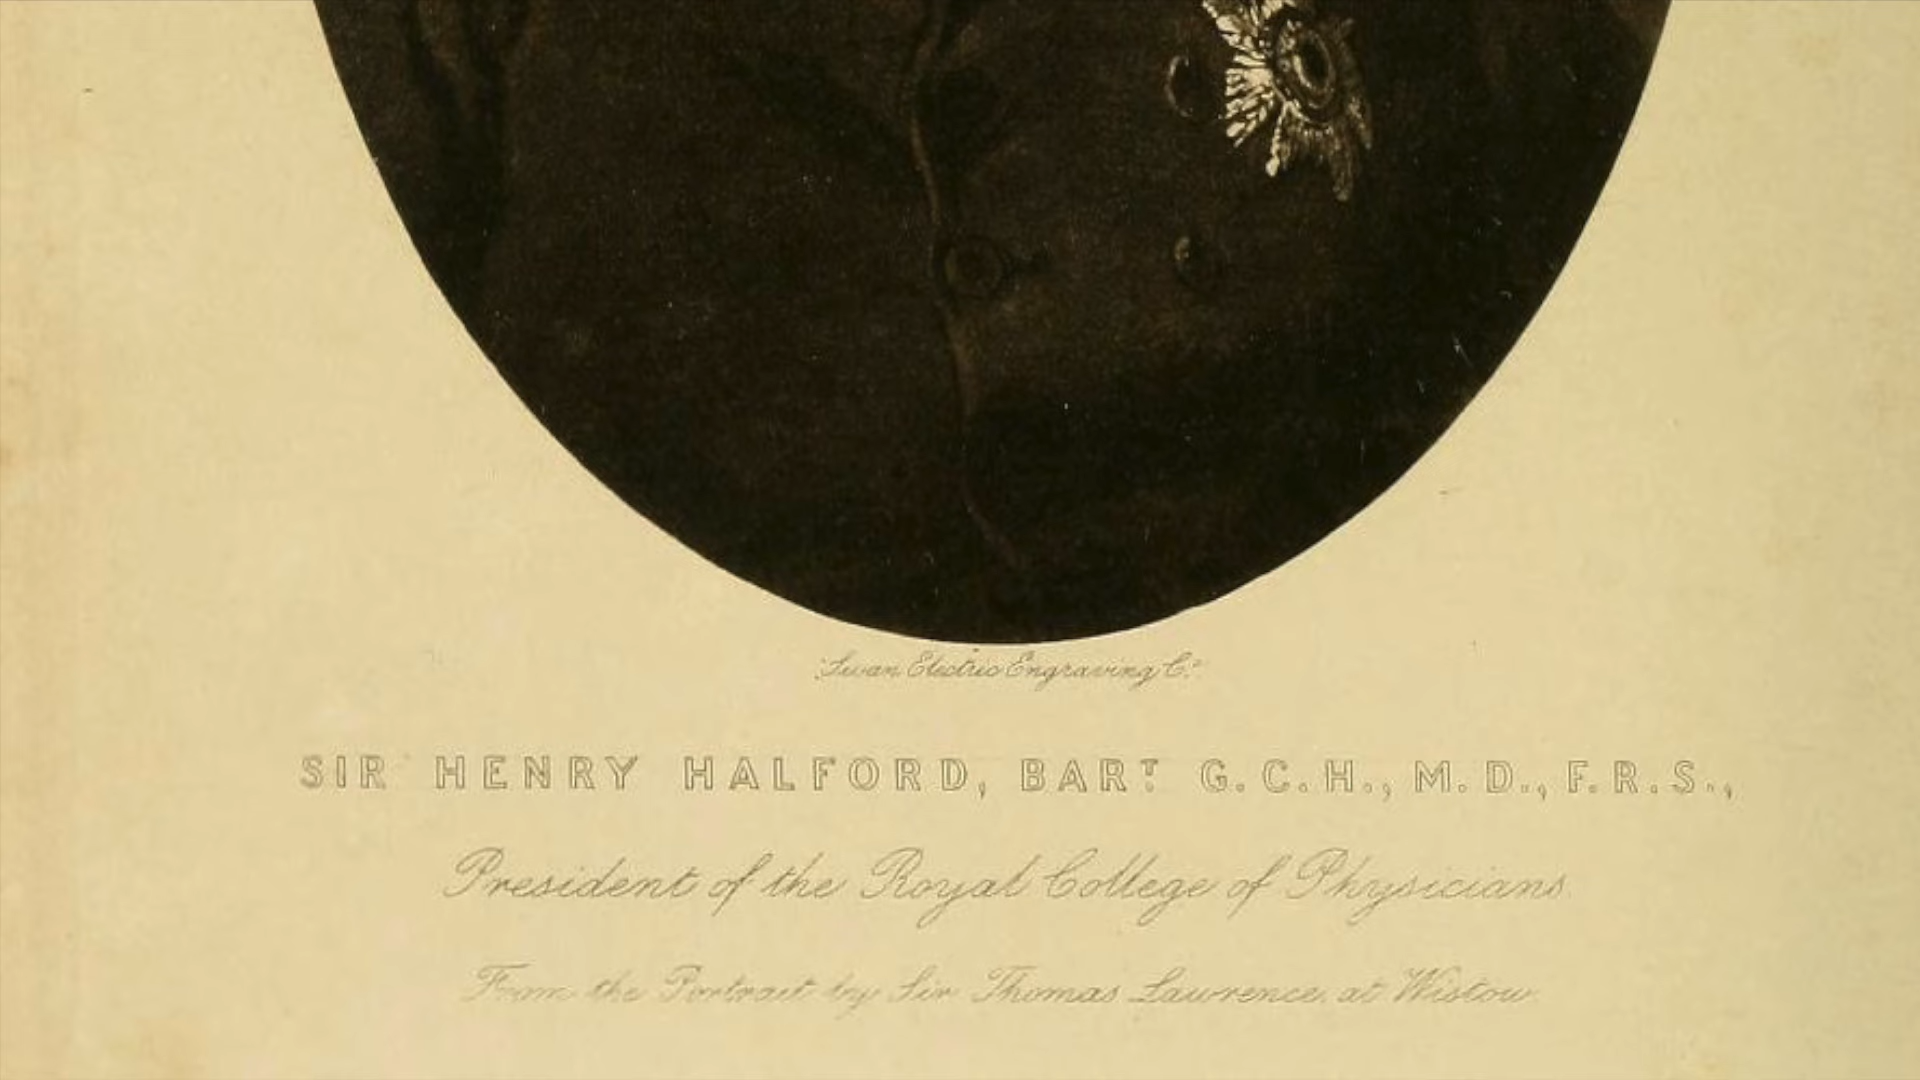 Swan Electric Engraving Cº
SIR HENRY HALFORD, BART G.C.H., M.D., F.R.S.,
President of the Royal College of Physicians
From the Portrait by Sir Thomas Lawrence at Wistow